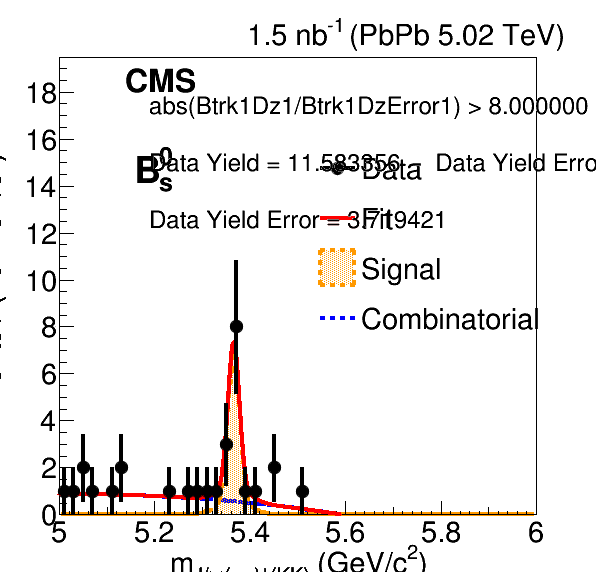 1.5 nb-1 (PbPb 5.02 TeV)
CMS
abs(Btrk1Dz1/Btrk1DzError1) > 8.000000
B0s
Data Yield = 11.583356 - Data Yield Erro
Data
Data Yield Error = 3.719421
Fit
Signal
Combinatorial
18
16
14
12
10
8
6
4
2
0
5 5.2 5.4 5.6 5.8 6
(GeV/c2)